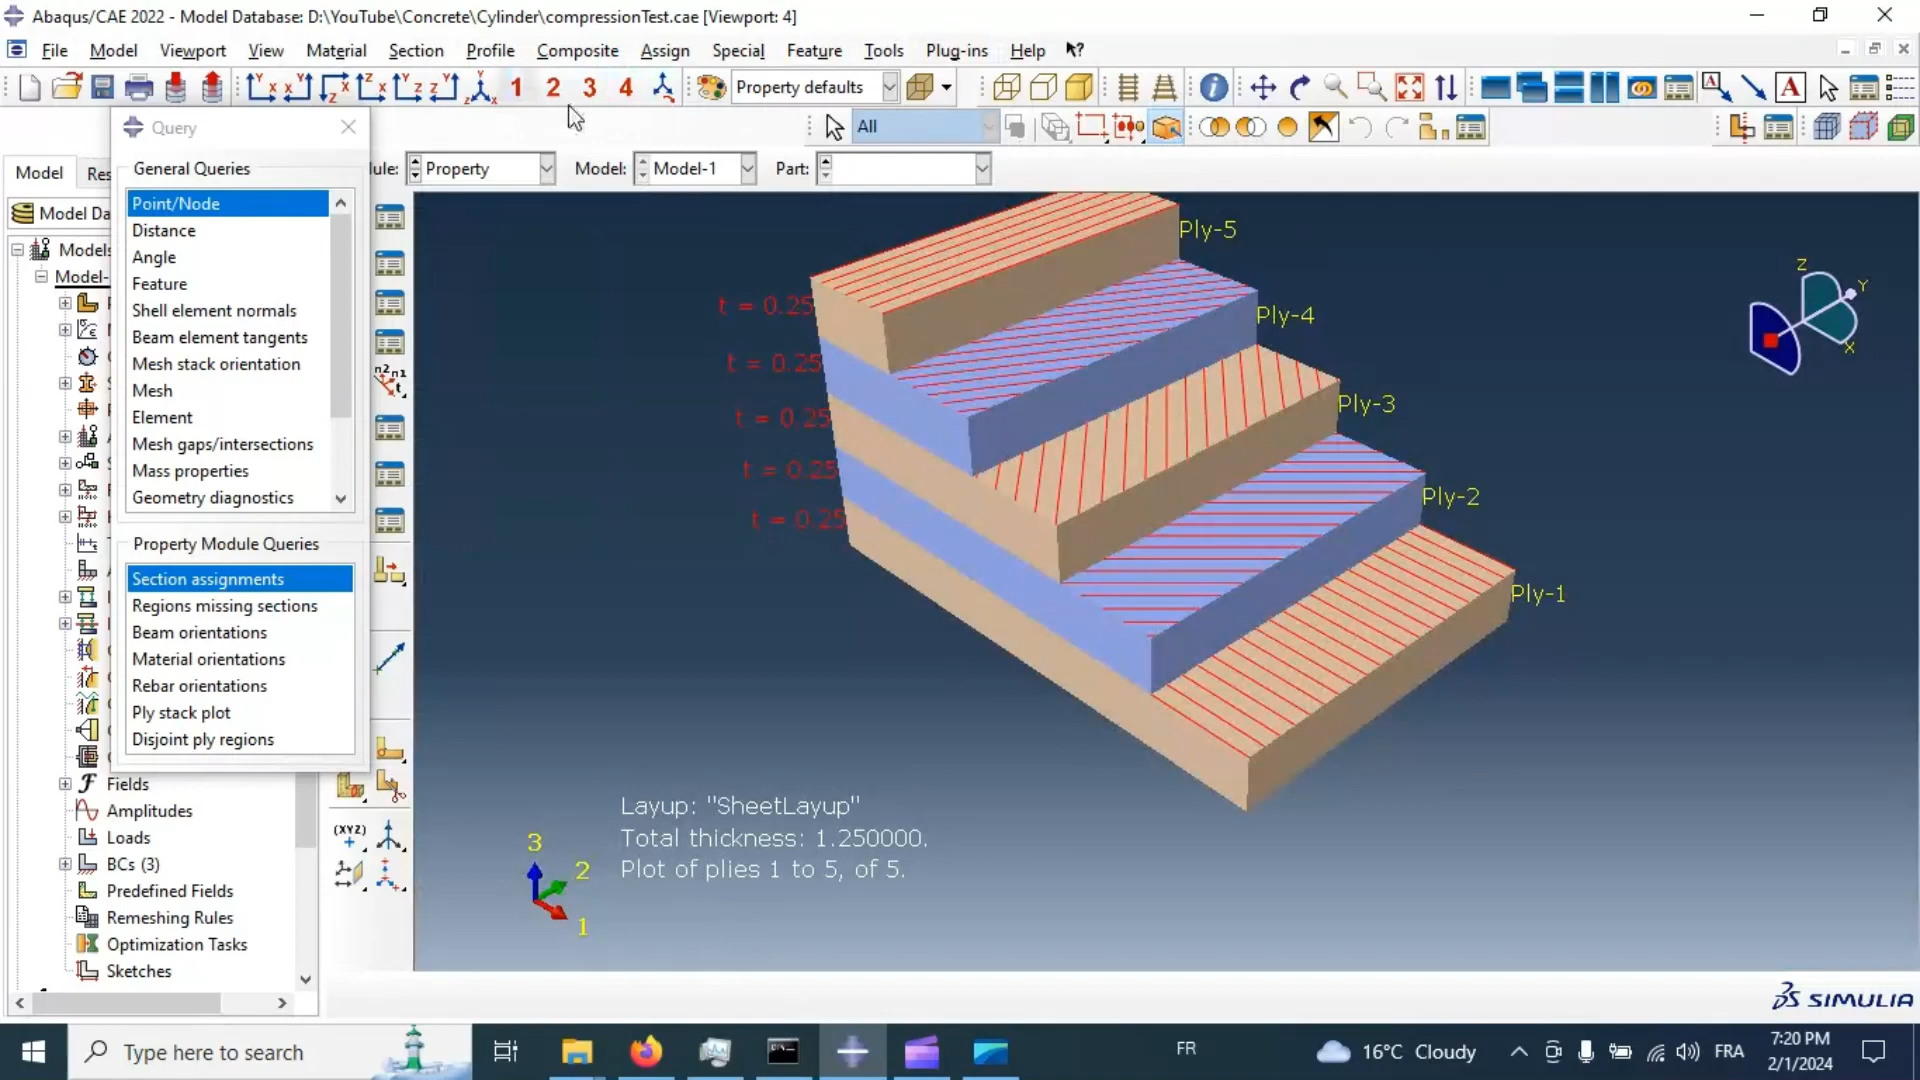 Abaqus/CAE 2022 - Model Database: D:\YouTube\Concrete\Cylinder\compressionTest.cae [Viewport: 4]
File Model Viewport View Material Section Profile Composite Assign Special Feature Tools Plug-ins Help
1 2 3 4 Property defaults
All
Query
Model
Property Model: Model-1 Part:
General Queries
Point/Node
Distance
Angle
Feature
Shell element normals
Beam element tangents
Mesh stack orientation
Mesh
Element
Mesh gaps/intersections
Mass properties
Geometry diagnostics
Property Module Queries
Section assignments
Regions missing sections
Beam orientations
Material orientations
Rebar orientations
Ply stack plot
Disjoint ply regions
Model Da
Models
Model-
Fields
Amplitudes
Loads
BCs (3)
Predefined Fields
Remeshing Rules
Optimization Tasks
Sketches
(XYZ)
Ply-5
t = 0.25
Ply-4
t = 0.25
Ply-3
t = 0.25
t = 0.25
Ply-2
t = 0.25
Ply-1
Z
Y
X
Layup: "SheetLayup"
Total thickness: 1.250000.
Plot of plies 1 to 5, of 5.
3
2
1
SIMULIA
Type here to search
FR
16°C Cloudy
FRA
7:20 PM
2/1/2024